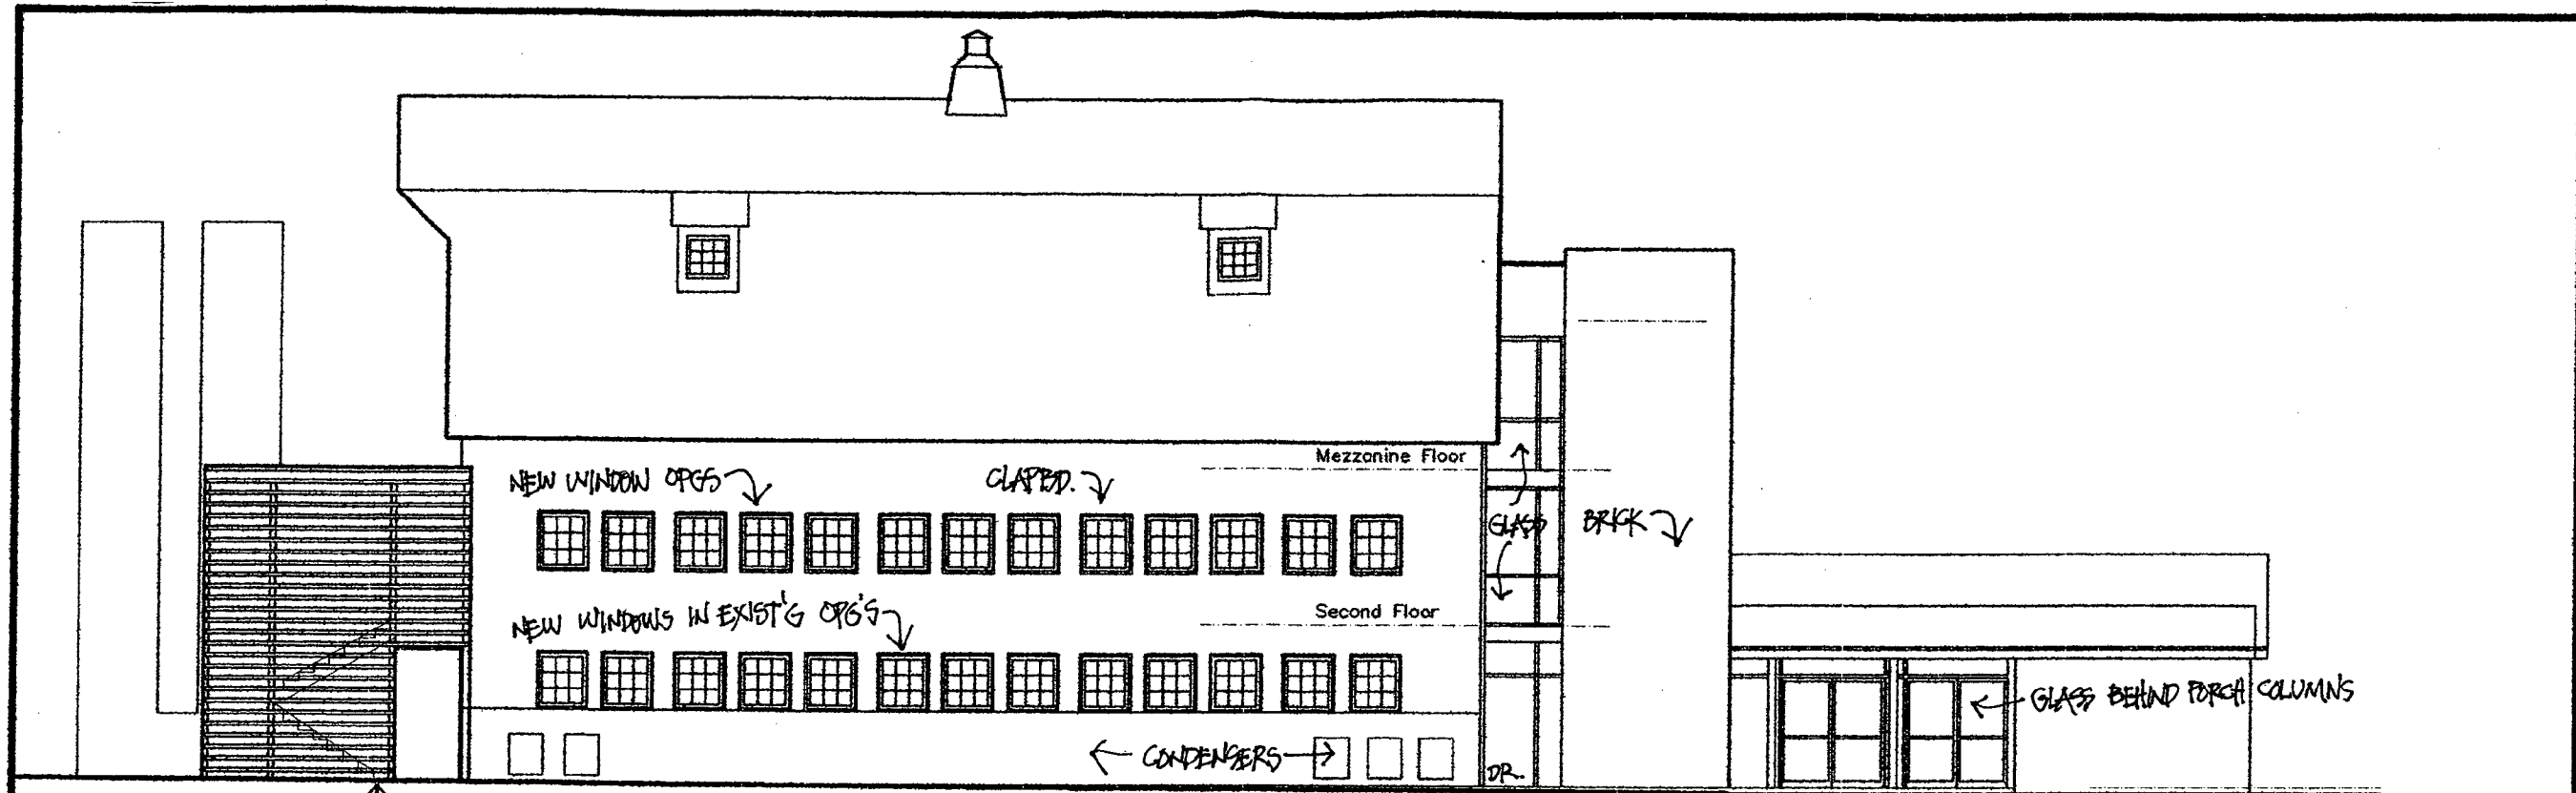 Mezzanine Floor
NEW WINDOW OPGS
CLAPBD.
GLASS
BRICK
Second Floor
NEW WINDOWS IN EXIST'G OPG'S
GLASS BEHIND PORCH COLUMNS
CONDENSERS
DR.